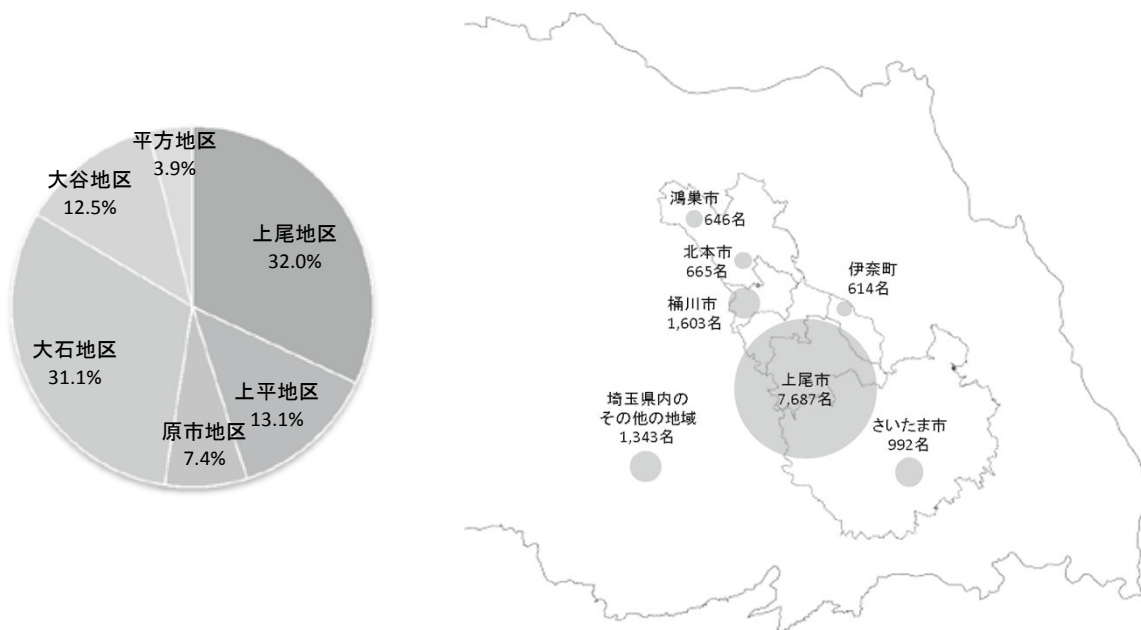 平方地区
3.9%
大谷地区
12.5%
上尾地区
32.0%
大石地区
31.1%
上平地区
13.1%
原市地区
7.4%
鴻巣市
646名
北本市
665名
伊奈町
614名
桶川市
1,603名
上尾市
7,687名
埼玉県内の
その他の地域
1,343名
さいたま市
992名